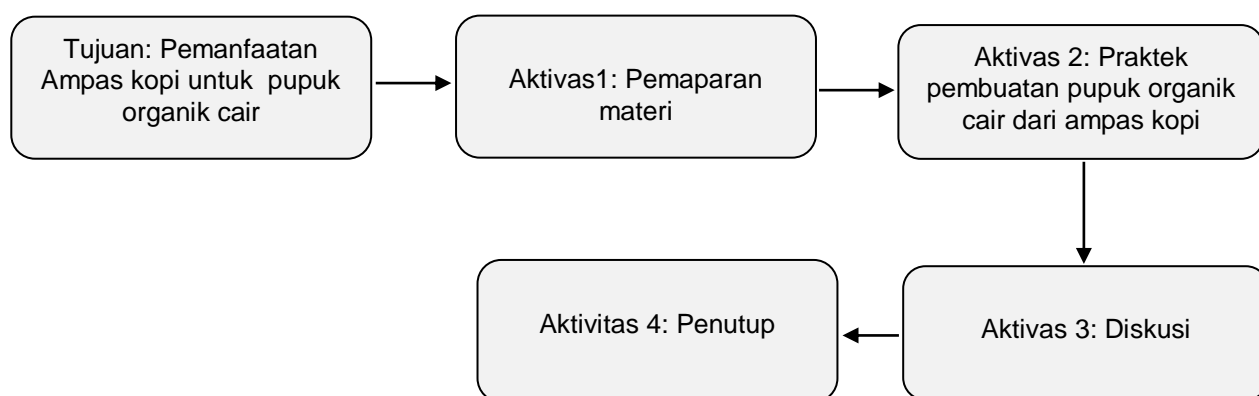 Tujuan: Pemanfaatan
Ampas kopi untuk pupuk
organik cair
Aktivas1: Pemaparan
materi
Aktivas 2: Praktek
pembuatan pupuk organik
cair dari ampas kopi
Aktivas 3: Diskusi
Aktivitas 4: Penutup